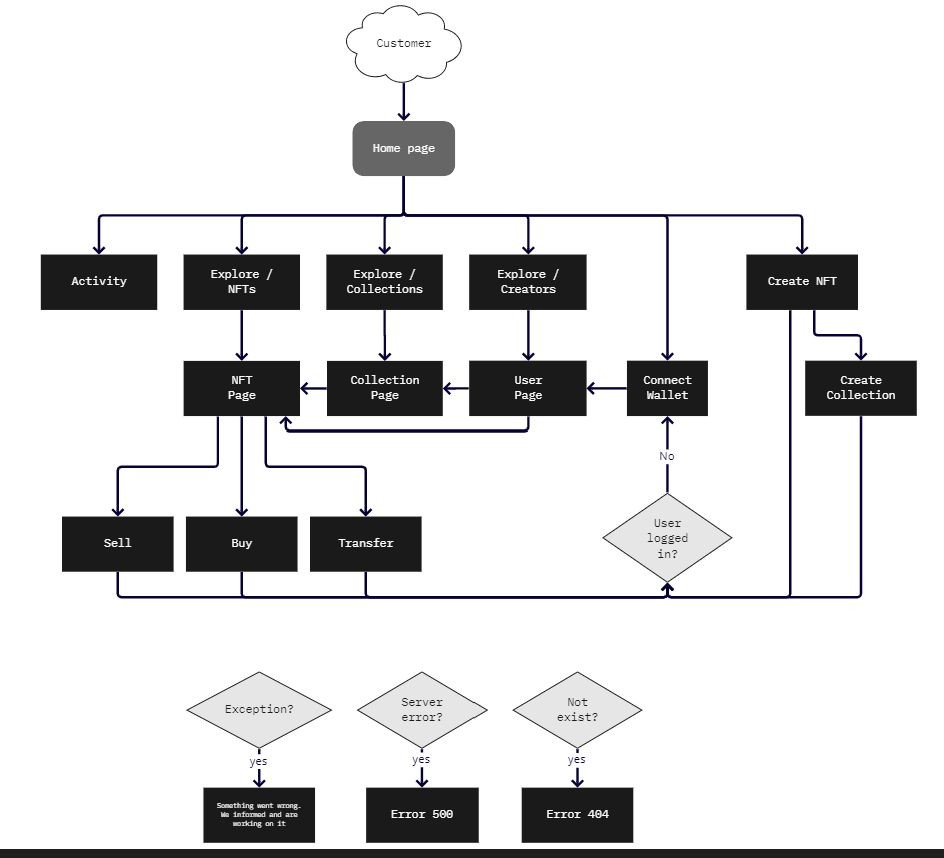 Customer
Home page
Activity
Explore /
NFTs
Explore /
Collections
Explore /
Creators
Create NFT
NFT
Page
Collection
Page
User
Page
Connect
Wallet
Create
Collection
No
User
logged
in?
Sell
Buy
Transfer
Exception?
Server
error?
Not
exist?
yes
yes
yes
Something went wrong.
We informed and are
working on it
Error 500
Error 404